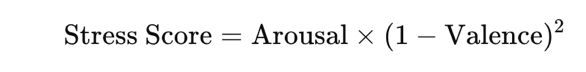 Stress Score = Arousal × (1 − Valence)²